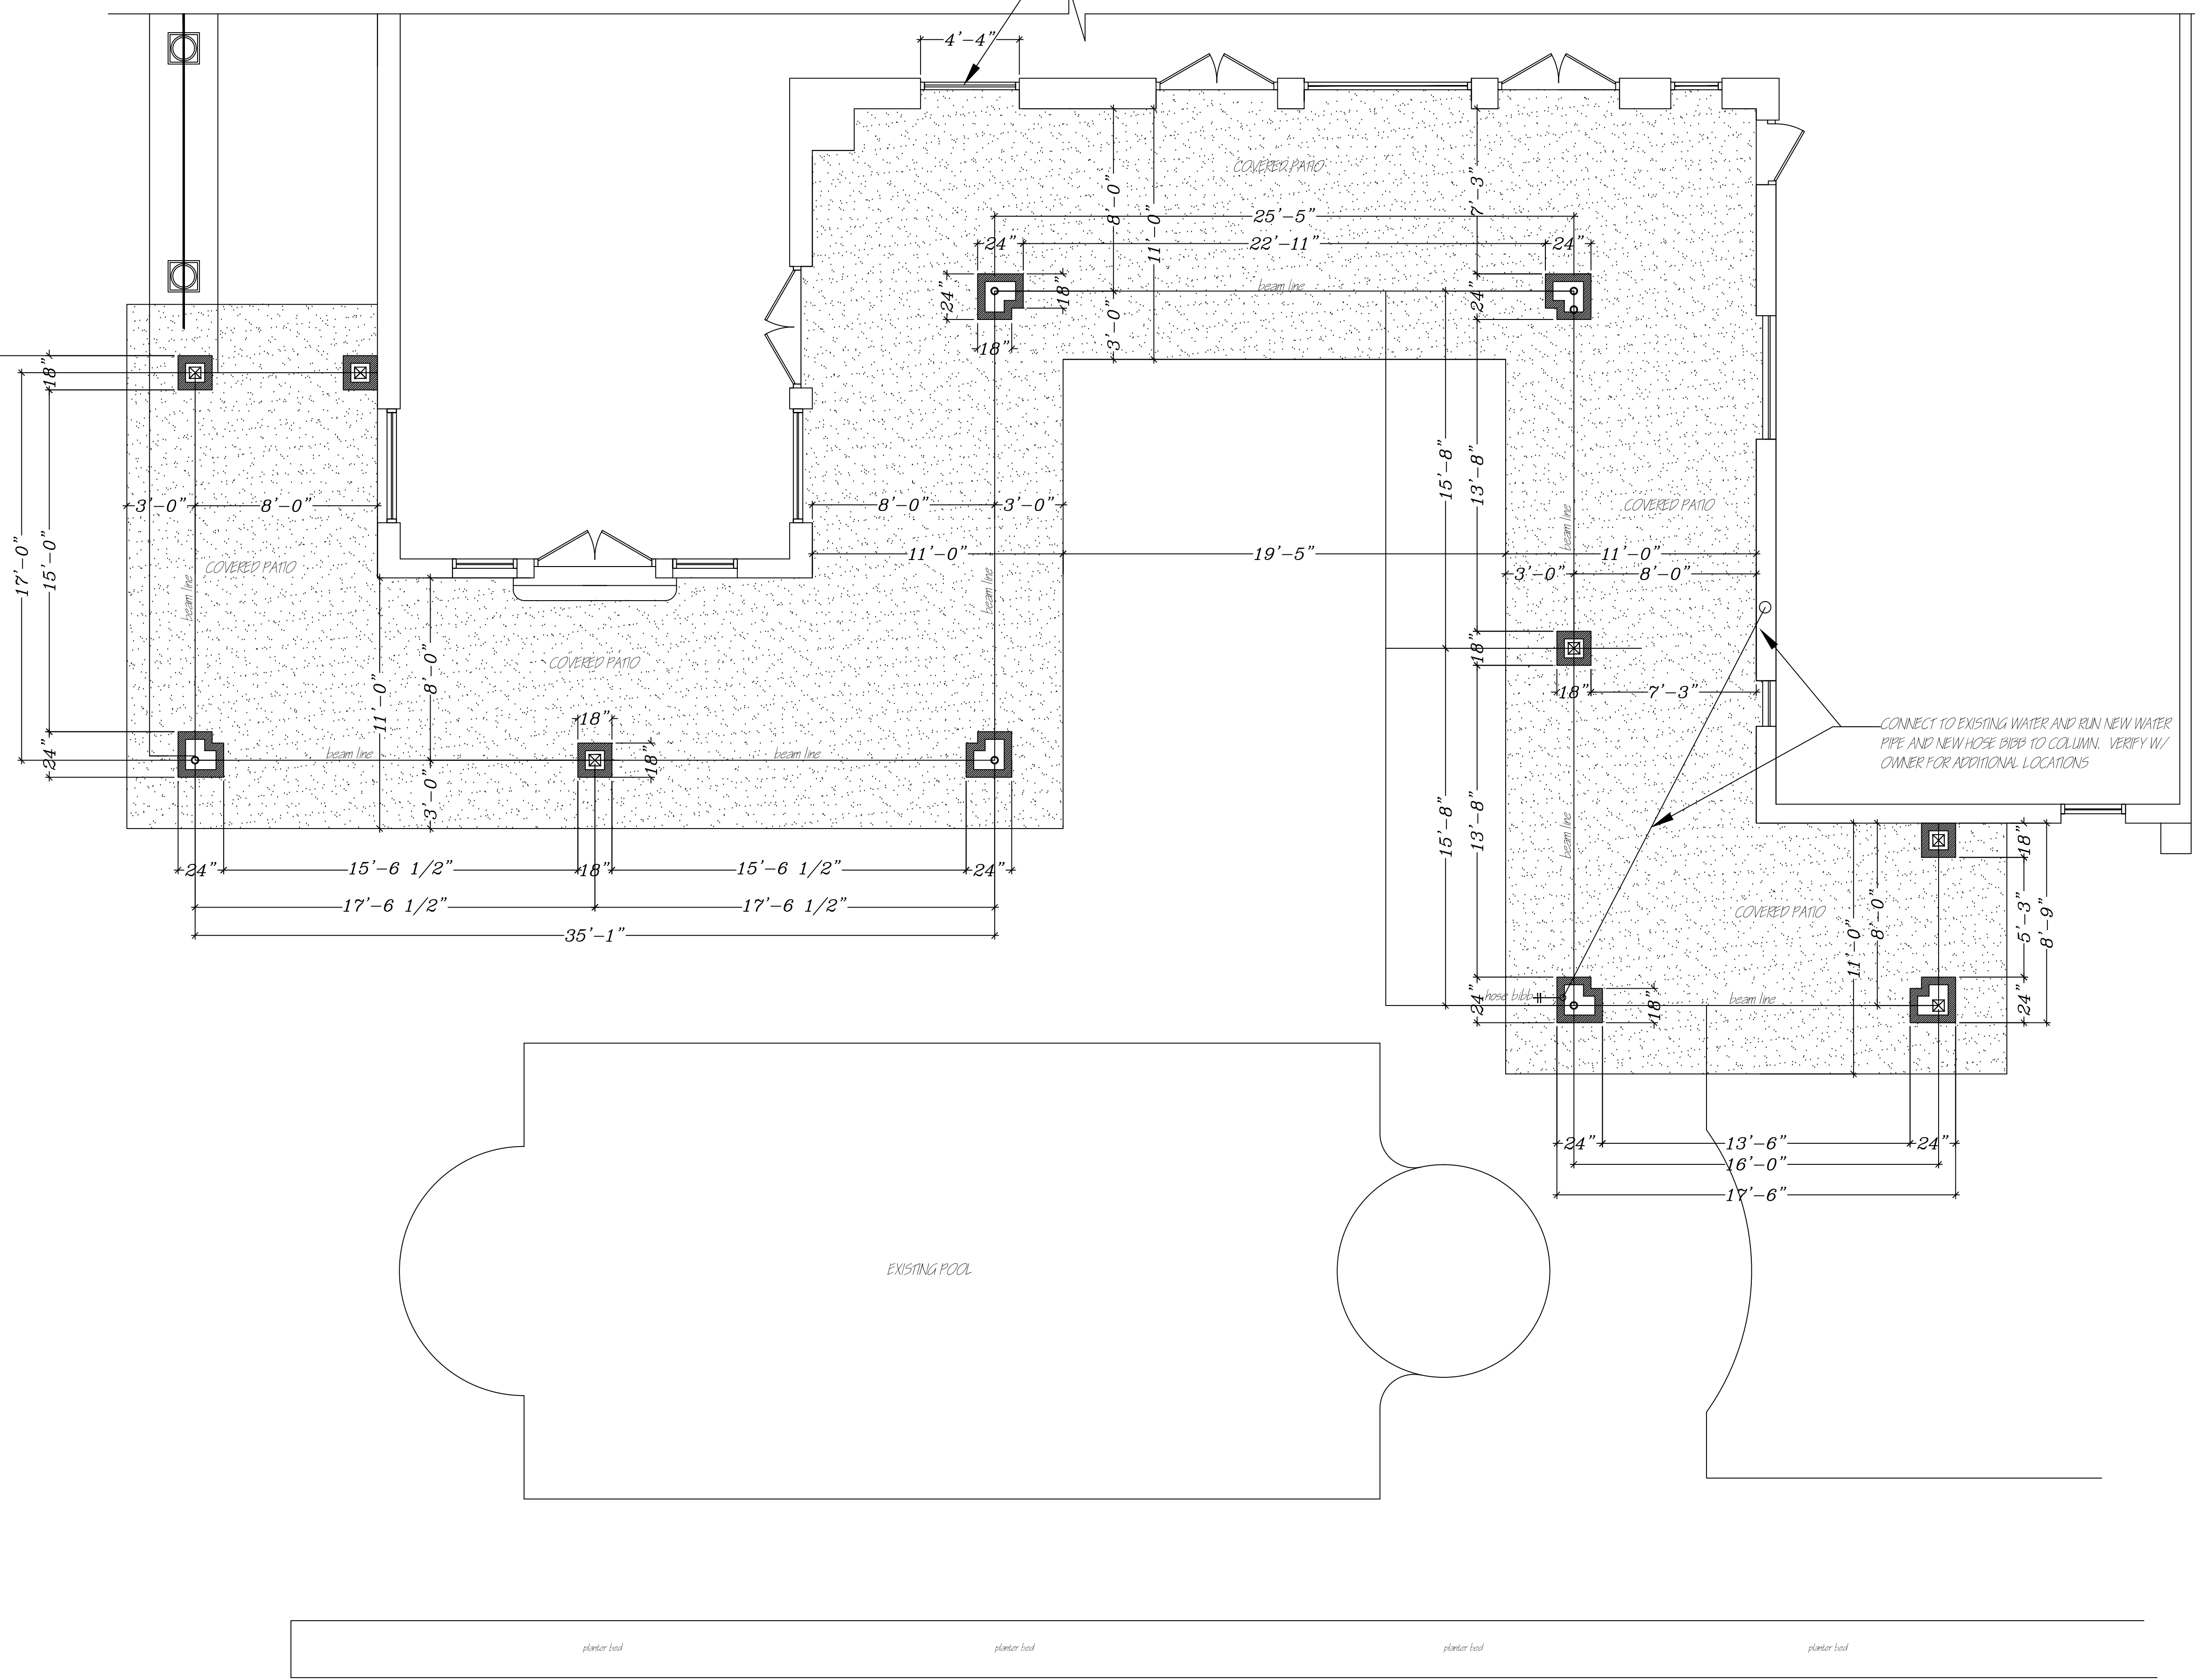 4'-4"
COVERED PATIO
8'-0"
11'-0"
7'-3"
25'-5"
24"
22'-11"
24"
beam line
24"
18"
24"
3'-0"
18"
18"
15'-8"
13'-8"
3'-0"
8'-0"
8'-0"
3'-0"
COVERED PATIO
beam line
17'-0"
15'-0"
11'-0"
19'-5"
11'-0"
3'-0"
8'-0"
COVERED PATIO
beam line
beam line
COVERED PATIO
11'-0"
8'-0"
18"
18"
7'-3"
18"
CONNECT TO EXISTING WATER AND RUN NEW WATER
PIPE AND NEW HOSE BIBB TO COLUMN. VERIFY W/
OWNER FOR ADDITIONAL LOCATIONS
24"
beam line
18"
beam line
3'-0"
15'-8"
13'-8"
beam line
18"
24"
15'-6 1/2"
18"
15'-6 1/2"
24"
17'-6 1/2"
17'-6 1/2"
35'-1"
COVERED PATIO
11'-0"
8'-0"
5'-3"
8'-9"
24"
hose bibb
18"
beam line
24"
24"
13'-6"
24"
16'-0"
17'-6"
EXISTING POOL
planter bed
planter bed
planter bed
planter bed